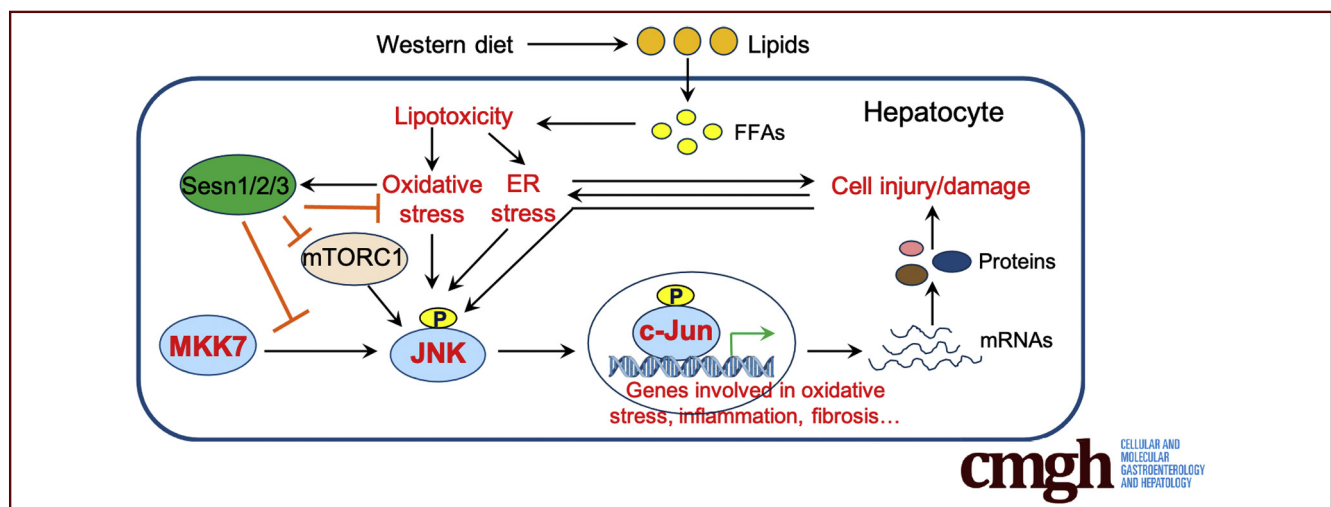 Western diet
Lipids
Hepatocyte
FFAs
Lipotoxicity
Sesn1/2/3
Oxidative
stress
ER
stress
Cell injury/damage
mTORC1
Proteins
P
MKK7
JNK
P
c-Jun
mRNAs
Genes involved in oxidative
stress, inflammation, fibrosis…
cmgh
CELLULAR AND
MOLECULAR
GASTROENTEROLOGY
AND HEPATOLOGY